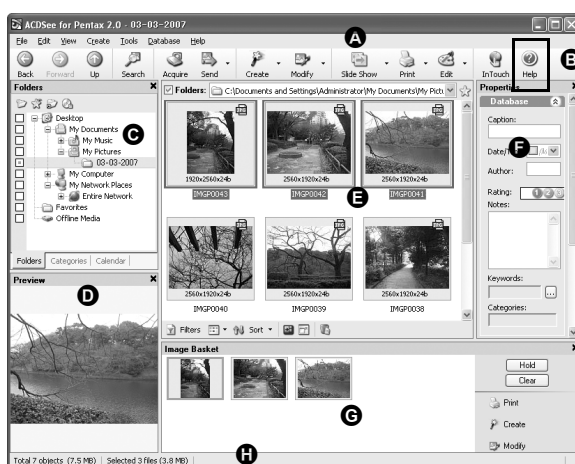 ACDSee for Pentax 2.0 - 03-03-2007
File Edit View Create Tools Database Help
A
Back Forward Up Search Acquire Send Create Modify Slide Show Print Edit InTouch Help
B
Folders
Desktop
My Documents
C
My Music
My Pictures
03-03-2007
My Computer
My Network Places
Entire Network
Favorites
Offline Media
Folders Categories Calendar
Preview
D
Folders: C:\Documents and Settings\Administrator\My Documents\My Pictu
1920x2560x24b 2560x1920x24b 2560x1920x24b
IMGP0043 IMGP0042 IMGP0041
E
2560x1920x24b 2560x1920x24b 2560x1920x24b
IMGP0040 IMGP0039 IMGP0038
Filters Sort
Properties
Database
Caption:
F
Author:
Rating: 1 2 3
Notes:
Keywords:
...
Categories:
Image Basket
G
Hold
Clear
Print
Create
Modify
Total 7 objects (7.5 MB) Selected 3 files (3.8 MB)
H